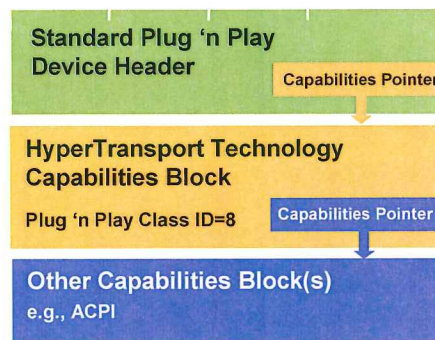 Standard Plug 'n Play
Device Header
Capabilities Pointer
HyperTransport Technology
Capabilities Block
Plug 'n Play Class ID=8
Capabilities Pointer
Other Capabilities Block(s)
e.g., ACPI